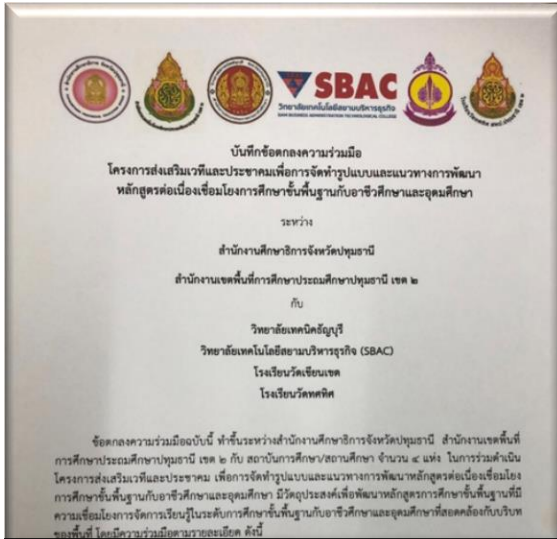 SBAC
วิทยาลัยเทคโนโลยีสยามบริหารธุรกิจ
SIAM BUSINESS ADMINISTRATION TECHNOLOGICAL COLLEGE
บันทึกข้อตกลงความร่วมมือ
โครงการส่งเสริมเวทีและประชาคมเพื่อการจัดทำรูปแบบและแนวทางการพัฒนา
หลักสูตรต่อเนื่องเชื่อมโยงการศึกษาขั้นพื้นฐานกับอาชีวศึกษาและอุดมศึกษา
ระหว่าง
สำนักงานศึกษาธิการจังหวัดปทุมธานี
สำนักงานเขตพื้นที่การศึกษาประถมศึกษาปทุมธานี เขต ๒
กับ
วิทยาลัยเทคนิคธัญบุรี
วิทยาลัยเทคโนโลยีสยามบริหารธุรกิจ (SBAC)
โรงเรียนวัดเขียนเขต
โรงเรียนวัดทศทิศ
ข้อตกลงความร่วมมือฉบับนี้ ทำขึ้นระหว่างสำนักงานศึกษาธิการจังหวัดปทุมธานี สำนักงานเขตพื้นที่
การศึกษาประถมศึกษาปทุมธานี เขต ๒ กับ สถาบันการศึกษา/สถานศึกษา จำนวน ๔ แห่ง ในการร่วมดำเนิน
โครงการส่งเสริมเวทีและประชาคม เพื่อการจัดทำรูปแบบและแนวทางการพัฒนาหลักสูตรต่อเนื่องเชื่อมโยง
การศึกษาขั้นพื้นฐานกับอาชีวศึกษาและอุดมศึกษา มีวัตถุประสงค์เพื่อพัฒนาหลักสูตรการศึกษาขั้นพื้นฐานที่มี
ความเชื่อมโยงการจัดการเรียนรู้ในระดับการศึกษาขั้นพื้นฐานกับอาชีวศึกษาและอุดมศึกษาที่สอดคล้องกับบริบท
ของพื้นที่ โดยมีความร่วมมือตามรายละเอียด ดังนี้